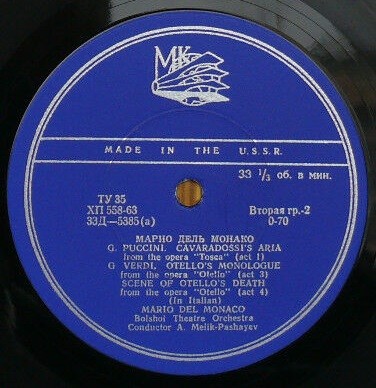 МК
MADE IN THE U.S.S.R.
33 ⅓ об. в мин.
ТУ 35
ХП 558-63
33Д—5385(а)
Вторая гр.-2
0-70
МАРИО ДЕЛЬ МОНАКО
G. PUCCINI. CAVARADOSSI'S ARIA
from the opera "Tosca" (act 1)
G. VERDI. OTELLO'S MONOLOGUE
from the opera "Otello" (act 3)
SCENE OF OTELLO'S DEATH
from the opera "Otello" (act 4)
(In Italian)
MARIO DEL MONACO
Bolshoi Theatre Orchestra
Conductor A. Melik-Pashayev